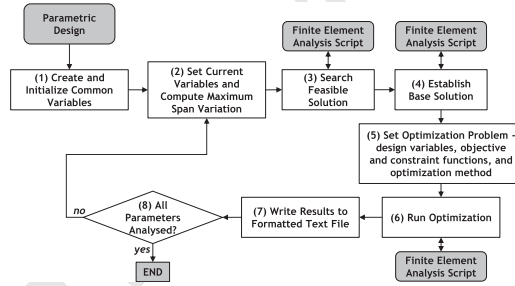 Parametric
Design
Finite Element
Analysis Script
Finite Element
Analysis Script
(1) Create and
Initialize Common
Variables
(2) Set Current
Variables and
Compute Maximum
Span Variation
(3) Search
Feasible
Solution
(4) Establish
Base Solution
(5) Set Optimization Problem -
design variables, objective
and constraint functions, and
optimization method
no
(8) All
Parameters
Analysed?
(7) Write Results to
Formatted Text File
(6) Run Optimization
yes
END
Finite Element
Analysis Script